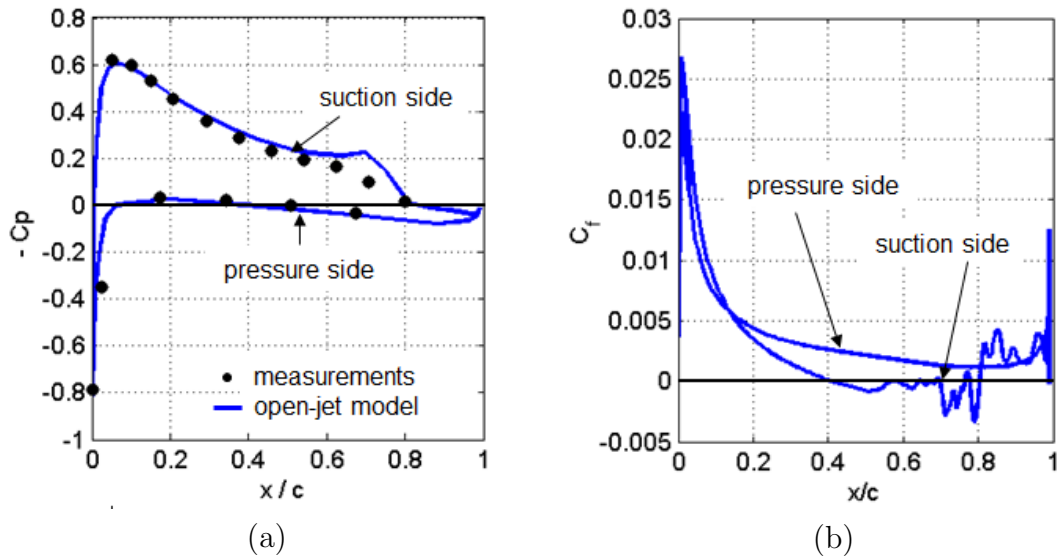 0.8
0.6
0.4
0.2
0
-0.2
-0.4
-0.6
-0.8
-1
- Cp
suction side
pressure side
measurements
open-jet model
0 0.2 0.4 0.6 0.8 1
x / c
(a)
0.03
0.025
0.02
0.015
0.01
0.005
0
-0.005
Cf
pressure side
suction side
0 0.2 0.4 0.6 0.8 1
x/c
(b)